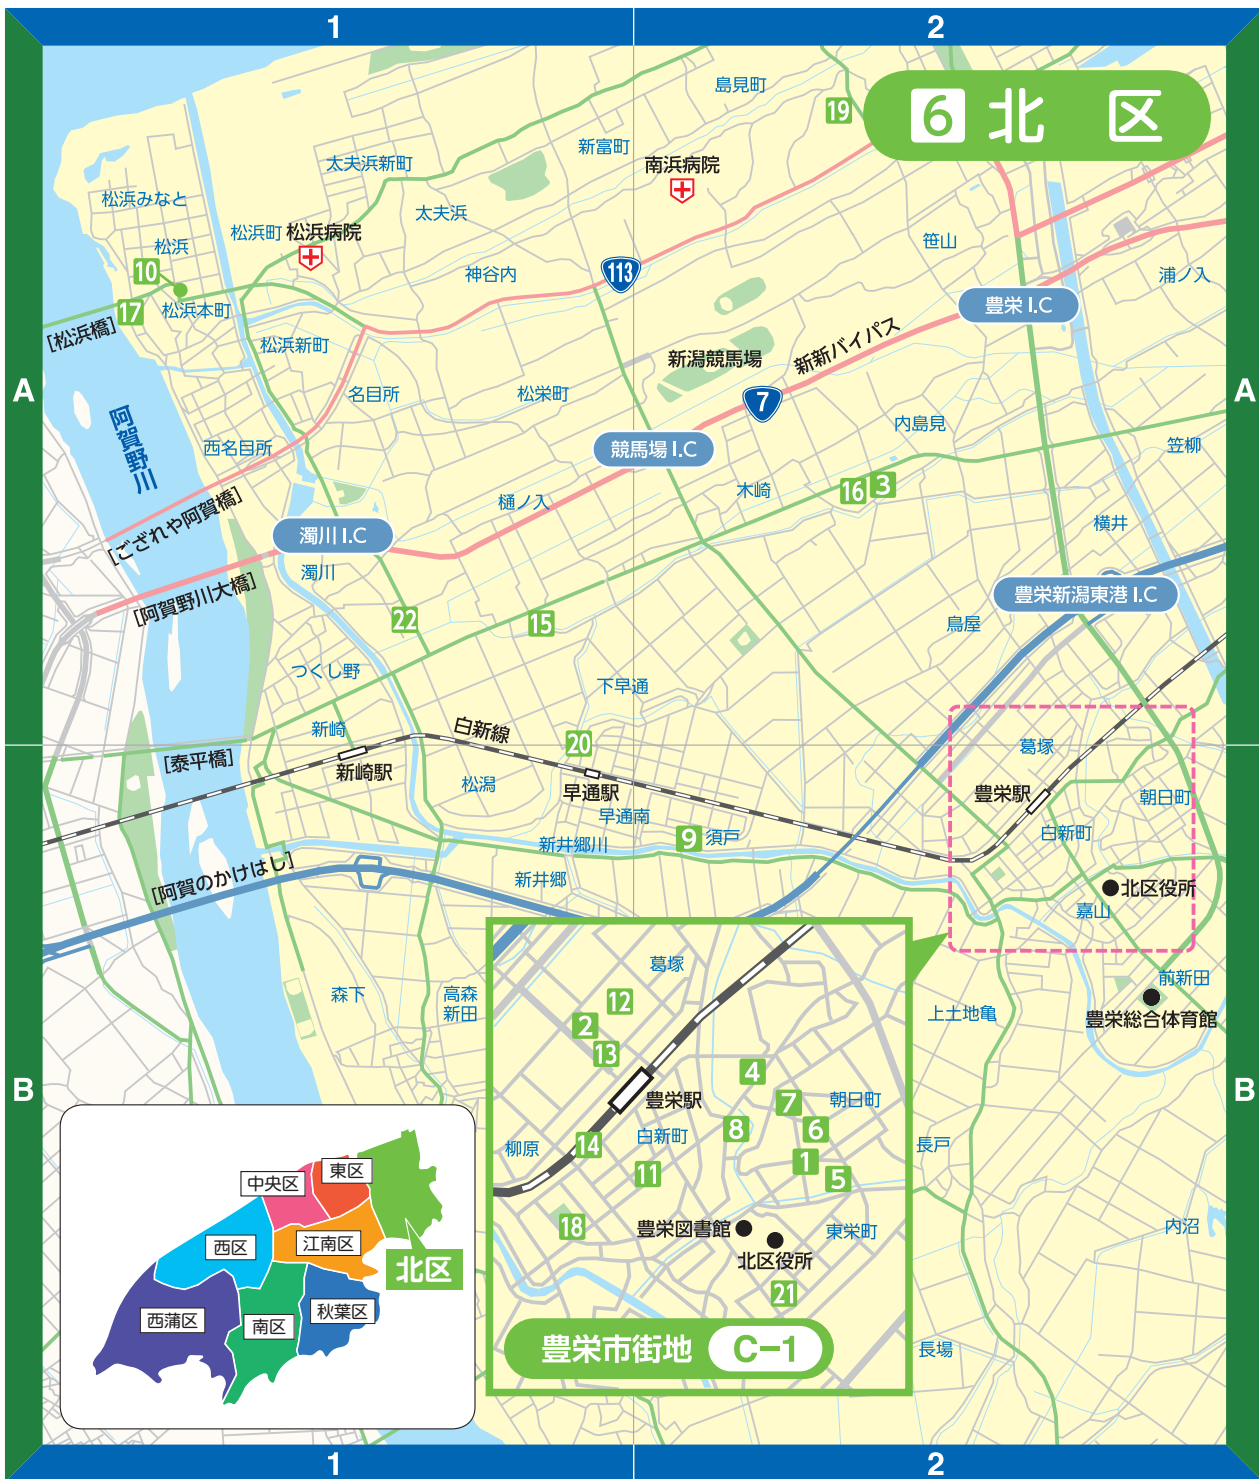 1
2
6 北 区
島見町
19
新富町
南浜病院
太夫浜新町
松浜みなと
太夫浜
松浜町
松浜病院
松浜
笹山
10
神谷内
113
浦ノ入
17
松浜本町
豊栄 I.C
[松浜橋]
松浜新町
新新バイパス
新潟競馬場
A
A
名目所
松栄町
7
阿賀野川
内島見
西名目所
競馬場 I.C
笠柳
木崎
16
3
[ござれや阿賀橋]
樋ノ入
横井
濁川 I.C
濁川
[阿賀野川大橋]
豊栄新潟東港 I.C
22
15
鳥屋
つくし野
下早通
新崎
白新線
20
葛塚
[泰平橋]
新崎駅
松潟
早通駅
豊栄駅
朝日町
早通南
9
須戸
白新町
新井郷川
[阿賀のかけはし]
新井郷
北区役所
嘉山
葛塚
前新田
森下
高森
新田
12
2
13
上土地亀
豊栄総合体育館
4
B
B
豊栄駅
7
朝日町
8
6
白新町
柳原
14
長戸
11
1
5
東区
中央区
18
豊栄図書館
東栄町
内沼
西区
江南区
北区役所
北区
21
西蒲区
南区
秋葉区
豊栄市街地
C-1
長場
1
2